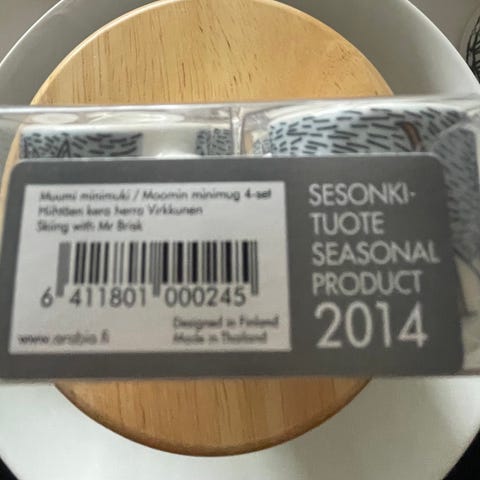 Muumi minimuki / Moomin minimug 4-set
Hiihtäen kera herra Virkkunen
Skiing with Mr Brisk
6 411801 000245
www.arabia.fi
Designed in Finland
Made in Thailand
SESONKI-
TUOTE
SEASONAL
PRODUCT
2014